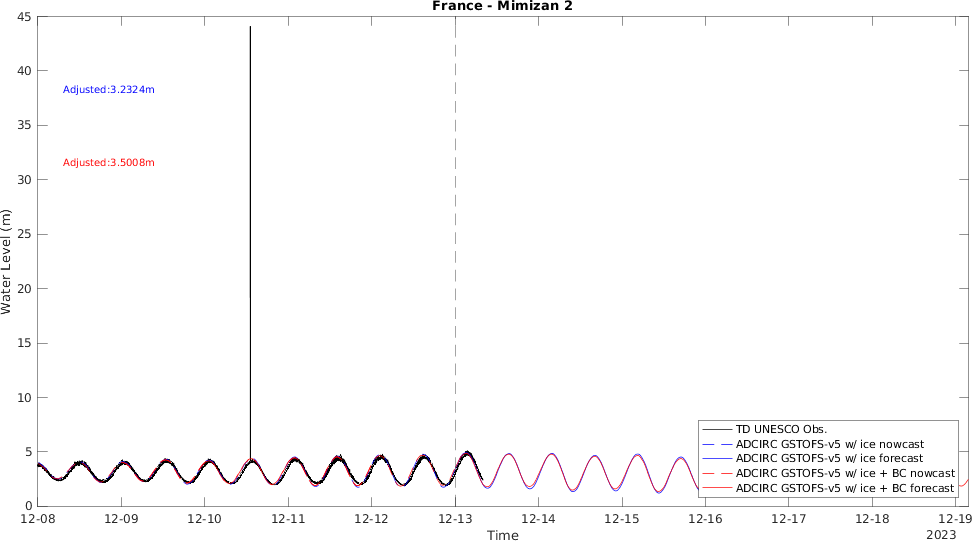 France - Mimizan 2
45
40
35
30
25
20
15
10
5
0
Water Level (m)
Adjusted:3.2324m
Adjusted:3.5008m
TD UNESCO Obs.
ADCIRC GSTOFS-v5 w/ ice nowcast
ADCIRC GSTOFS-v5 w/ ice forecast
ADCIRC GSTOFS-v5 w/ ice + BC nowcast
ADCIRC GSTOFS-v5 w/ ice + BC forecast
12-08 12-09 12-10 12-11 12-12 12-13 12-14 12-15 12-16 12-17 12-18 12-19
Time
2023